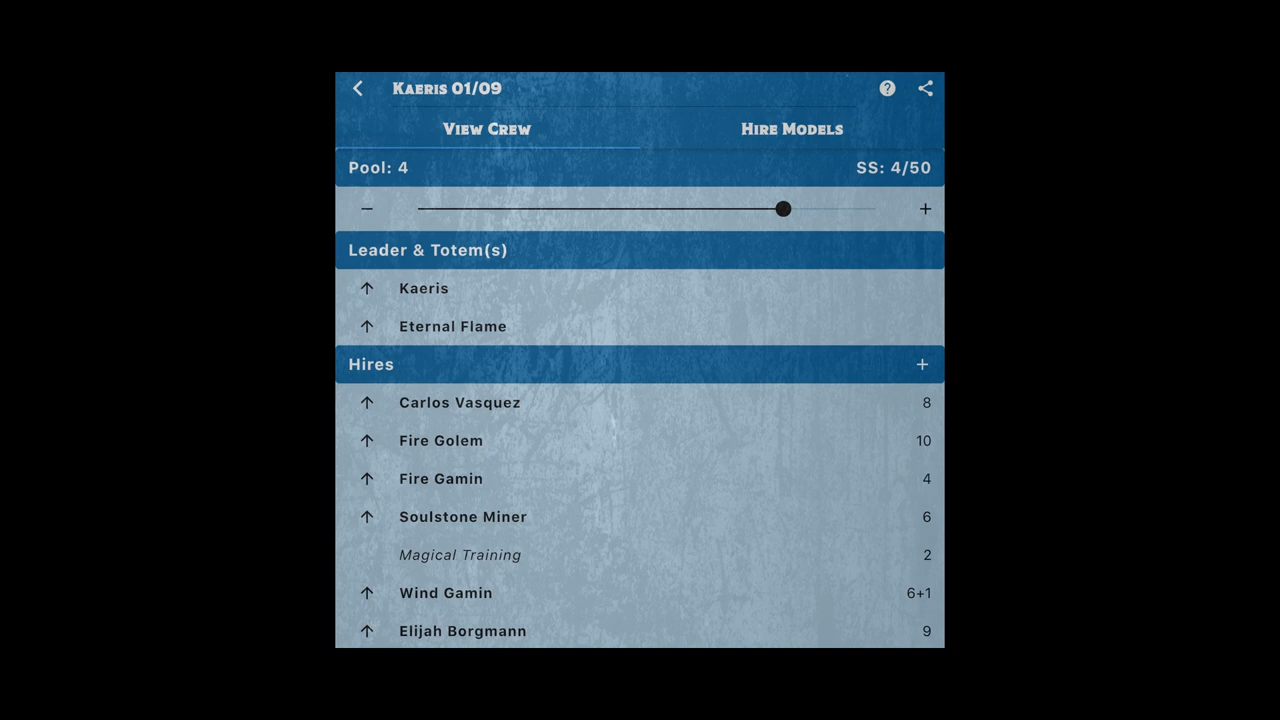 Kaeris 01/09
View Crew Hire Models
Pool: 4 SS: 4/50
Leader & Totem(s)
Kaeris
Eternal Flame
Hires +
Carlos Vasquez 8
Fire Golem 10
Fire Gamin 4
Soulstone Miner 6
Magical Training 2
Wind Gamin 6+1
Elijah Borgmann 9